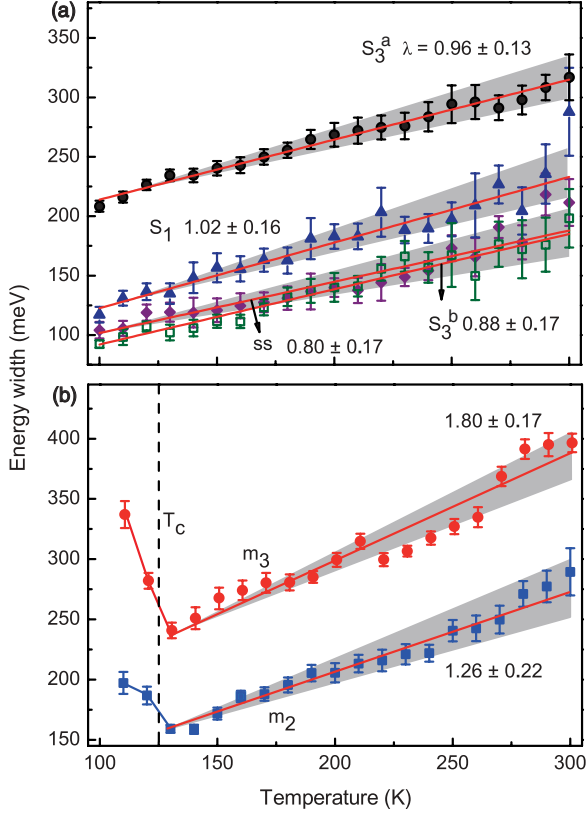 (a)
S₃ᵃ λ = 0.96 ± 0.13
350
300
250
200
150
100
S₁ 1.02 ± 0.16
ss 0.80 ± 0.17
S₃ᵇ 0.88 ± 0.17
Energy width (meV)
(b)
400
350
300
250
200
150
T_c
1.80 ± 0.17
m₃
m₂
1.26 ± 0.22
100 150 200 250 300
Temperature (K)